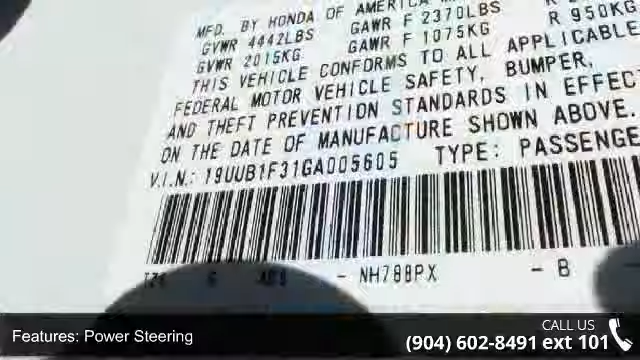 MFD. BY HONDA OF AMERICA
GVWR 4442LBS GAWR F 2370LBS R
GVWR 2015KG GAWR F 1075KG R 950KG
THIS VEHICLE CONFORMS TO ALL APPLICABLE
FEDERAL MOTOR VEHICLE SAFETY, BUMPER,
AND THEFT PREVENTION STANDARDS IN EFFEC
ON THE DATE OF MANUFACTURE SHOWN ABOVE.
V.I.N.: 19UUB1F31GA005605 TYPE: PASSENGE
- NH788PX - B
Features: Power Steering
CALL US
(904) 602-8491 ext 101